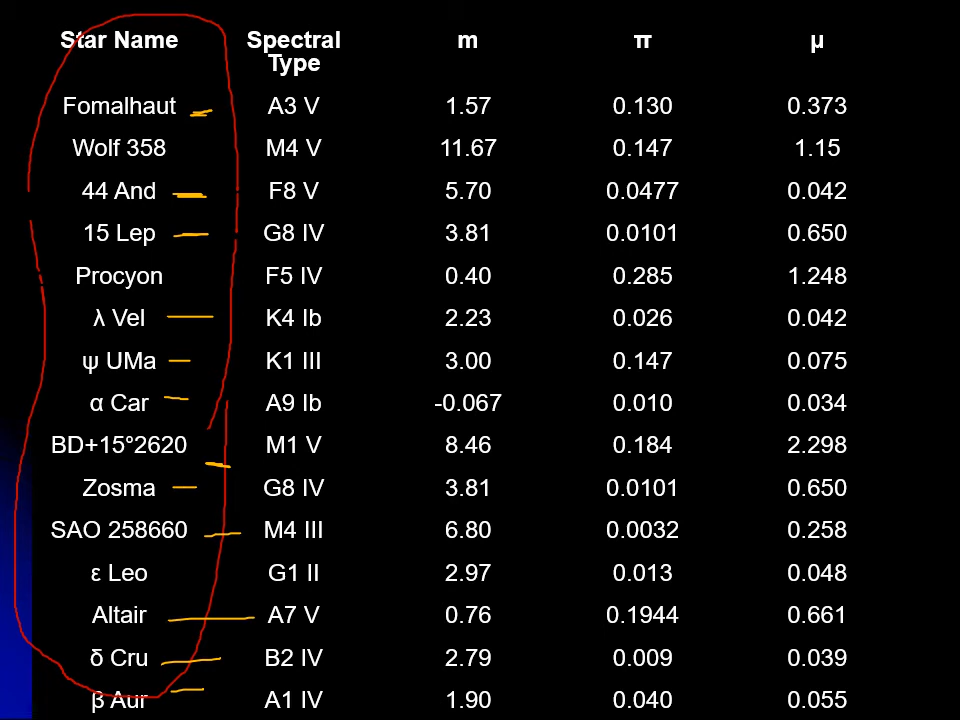 Star Name Spectral Type m π μ
Fomalhaut A3 V 1.57 0.130 0.373
Wolf 358 M4 V 11.67 0.147 1.15
44 And F8 V 5.70 0.0477 0.042
15 Lep G8 IV 3.81 0.0101 0.650
Procyon F5 IV 0.40 0.285 1.248
λ Vel K4 Ib 2.23 0.026 0.042
ψ UMa K1 III 3.00 0.147 0.075
α Car A9 Ib -0.067 0.010 0.034
BD+15°2620 M1 V 8.46 0.184 2.298
Zosma G8 IV 3.81 0.0101 0.650
SAO 258660 M4 III 6.80 0.0032 0.258
ε Leo G1 II 2.97 0.013 0.048
Altair A7 V 0.76 0.1944 0.661
δ Cru B2 IV 2.79 0.009 0.039
β Aur A1 IV 1.90 0.040 0.055